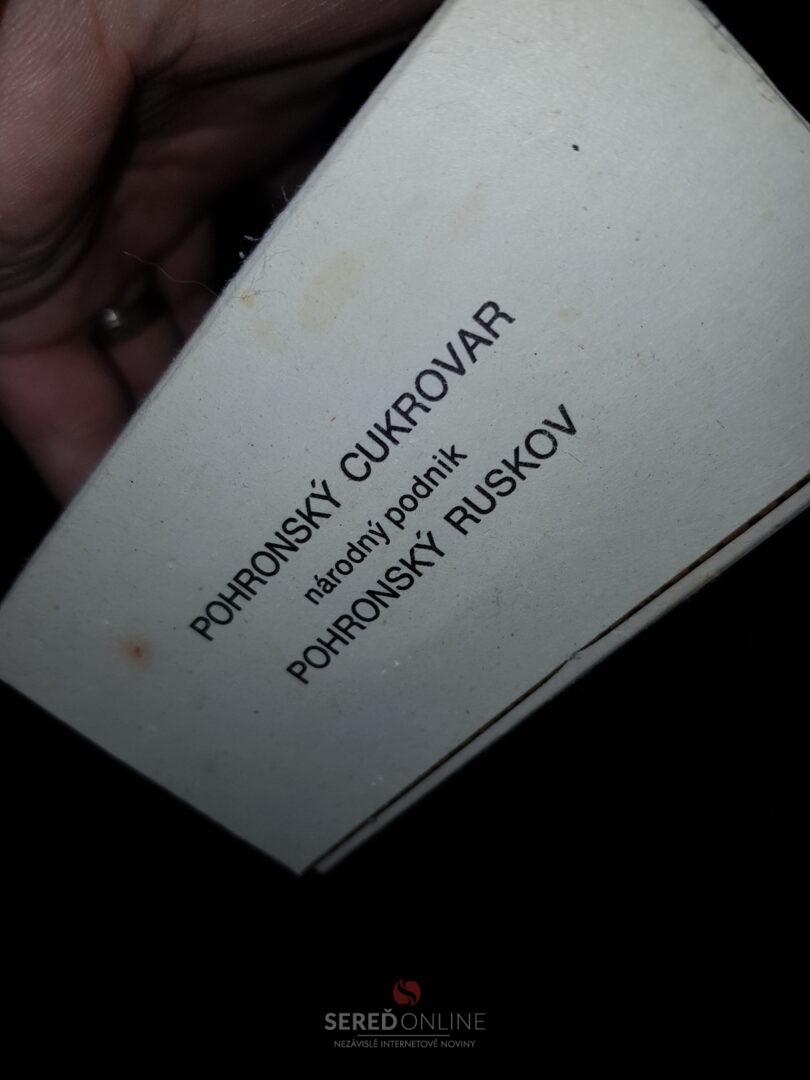 POHRONSKÝ CUKROVAR
národný podnik
POHRONSKÝ RUSKOV
SEREĎONLINE
NEZÁVISLÉ INTERNETOVÉ NOVINY